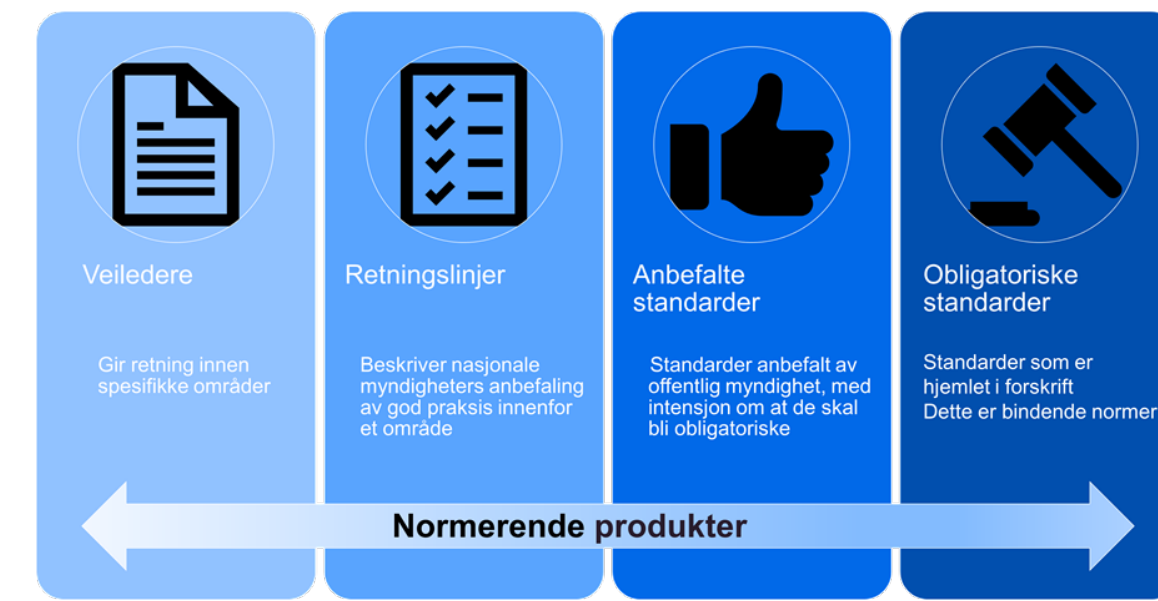 Veiledere
Gir retning innen
spesifikke områder
Retningslinjer
Beskriver nasjonale
myndigheters anbefaling
av god praksis innenfor
et område
Anbefalte
standarder
Standarder anbefalt av
offentlig myndighet, med
intensjon om at de skal
bli obligatoriske
Obligatoriske
standarder
Standarder som er
hjemlet i forskrift
Dette er bindende normer
Normerende produkter